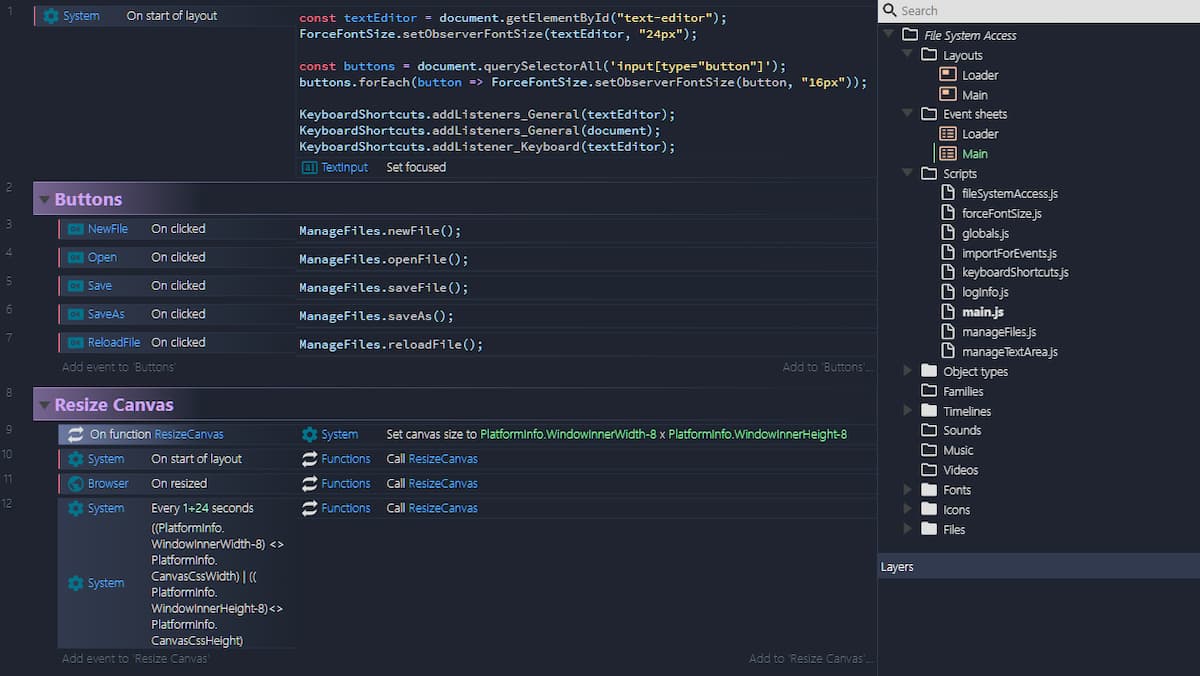 1 System On start of layout const textEditor = document.getElementById("text-editor");
ForceFontSize.setObserverFontSize(textEditor, "24px");
const buttons = document.querySelectorAll('input[type="button"]');
buttons.forEach(button => ForceFontSize.setObserverFontSize(button, "16px"));
KeyboardShortcuts.addListeners_General(textEditor);
KeyboardShortcuts.addListeners_General(document);
KeyboardShortcuts.addListener_Keyboard(textEditor);
TextInput Set focused
2 Buttons
3 NewFile On clicked ManageFiles.newFile();
4 Open On clicked ManageFiles.openFile();
5 Save On clicked ManageFiles.saveFile();
6 SaveAs On clicked ManageFiles.saveAs();
7 ReloadFile On clicked ManageFiles.reloadFile();
Add event to 'Buttons' Add to 'Buttons'...
8 Resize Canvas
9 On function ResizeCanvas System Set canvas size to PlatformInfo.WindowInnerWidth-8 x PlatformInfo.WindowInnerHeight-8
10 System On start of layout Functions Call ResizeCanvas
11 Browser On resized Functions Call ResizeCanvas
12 System Every 1+24 seconds Functions Call ResizeCanvas
((PlatformInfo.
WindowInnerWidth-8) <>
PlatformInfo.
System CanvasCssWidth) | ((
PlatformInfo.
WindowInnerHeight-8)<>
PlatformInfo.
CanvasCssHeight)
Add event to 'Resize Canvas' Add to 'Resize Canvas'...
Search
File System Access
Layouts
Loader
Main
Event sheets
Loader
Main
Scripts
fileSystemAccess.js
forceFontSize.js
globals.js
importForEvents.js
keyboardShortcuts.js
logInfo.js
main.js
manageFiles.js
manageTextArea.js
Object types
Families
Timelines
Sounds
Music
Videos
Fonts
Icons
Files
Layers